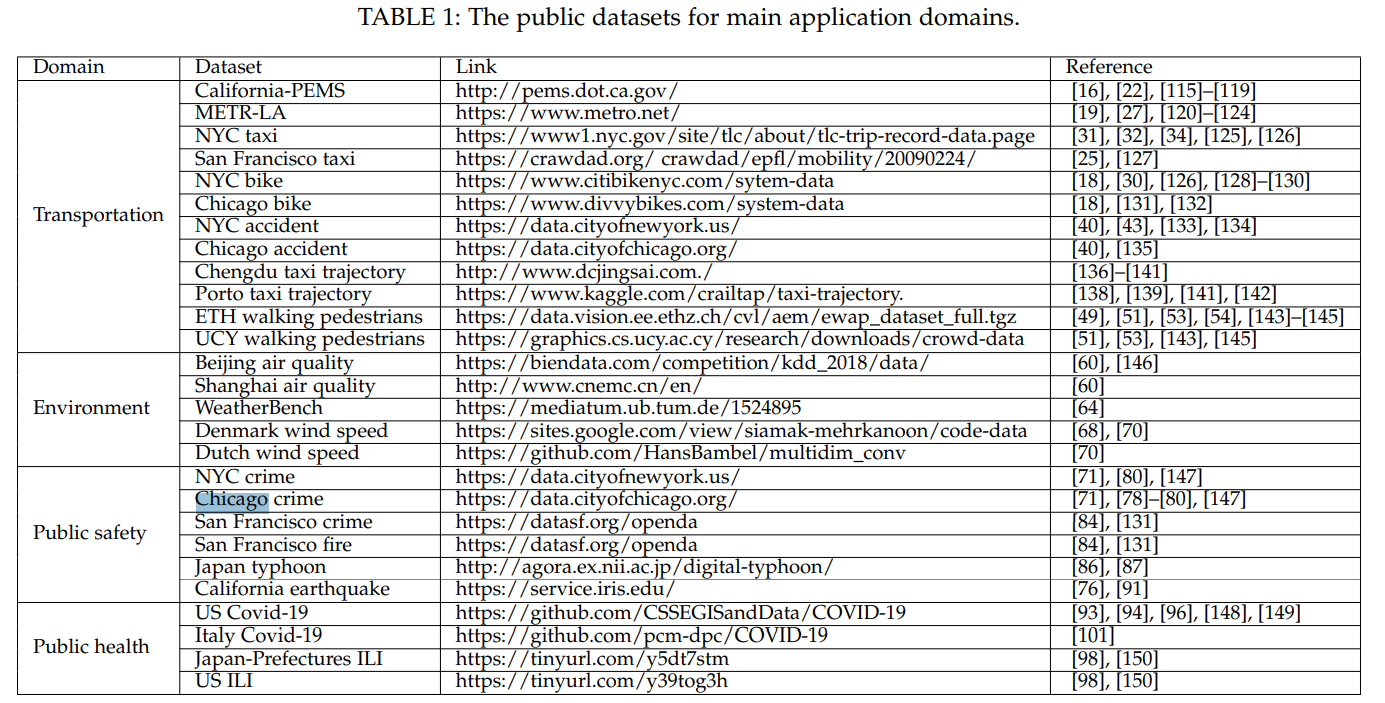 TABLE 1: The public datasets for main application domains.
Domain Dataset Link Reference
Transportation
California-PEMS http://pems.dot.ca.gov/ [16], [22], [115]–[119]
METR-LA https://www.metro.net/ [19], [27], [120]–[124]
NYC taxi https://www1.nyc.gov/site/tlc/about/tlc-trip-record-data.page [31], [32], [34], [125], [126]
San Francisco taxi https://crawdad.org/ crawdad/epfl/mobility/20090224/ [25], [127]
NYC bike https://www.citibikenyc.com/sytem-data [18], [30], [126], [128]–[130]
Chicago bike https://www.divvybikes.com/system-data [18], [131], [132]
NYC accident https://data.cityofnewyork.us/ [40], [43], [133], [134]
Chicago accident https://data.cityofchicago.org/ [40], [135]
Chengdu taxi trajectory http://www.dcjingsai.com./ [136]–[141]
Porto taxi trajectory https://www.kaggle.com/crailtap/taxi-trajectory. [138], [139], [141], [142]
ETH walking pedestrians https://data.vision.ee.ethz.ch/cvl/aem/ewap_dataset_full.tgz [49], [51], [53], [54], [143]–[145]
UCY walking pedestrians https://graphics.cs.ucy.ac.cy/research/downloads/crowd-data [51], [53], [143], [145]
Environment
Beijing air quality https://biendata.com/competition/kdd_2018/data/ [60], [146]
Shanghai air quality http://www.cnemc.cn/en/ [60]
WeatherBench https://mediatum.ub.tum.de/1524895 [64]
Denmark wind speed https://sites.google.com/view/siamak-mehrkanoon/code-data [68], [70]
Dutch wind speed https://github.com/HansBambel/multidim_conv [70]
Public safety
NYC crime https://data.cityofnewyork.us/ [71], [80], [147]
Chicago crime https://data.cityofchicago.org/ [71], [78]–[80], [147]
San Francisco crime https://datasf.org/openda [84], [131]
San Francisco fire https://datasf.org/openda [84], [131]
Japan typhoon http://agora.ex.nii.ac.jp/digital-typhoon/ [86], [87]
California earthquake https://service.iris.edu/ [76], [91]
Public health
US Covid-19 https://github.com/CSSEGISandData/COVID-19 [93], [94], [96], [148], [149]
Italy Covid-19 https://github.com/pcm-dpc/COVID-19 [101]
Japan-Prefectures ILI https://tinyurl.com/y5dt7stm [98], [150]
US ILI https://tinyurl.com/y39tog3h [98], [150]